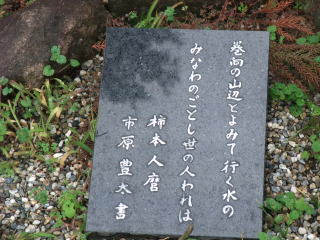 巻向の山辺とよみて行く水の
みなわのごとし世の人われは
柿本人麿
市原豊太書